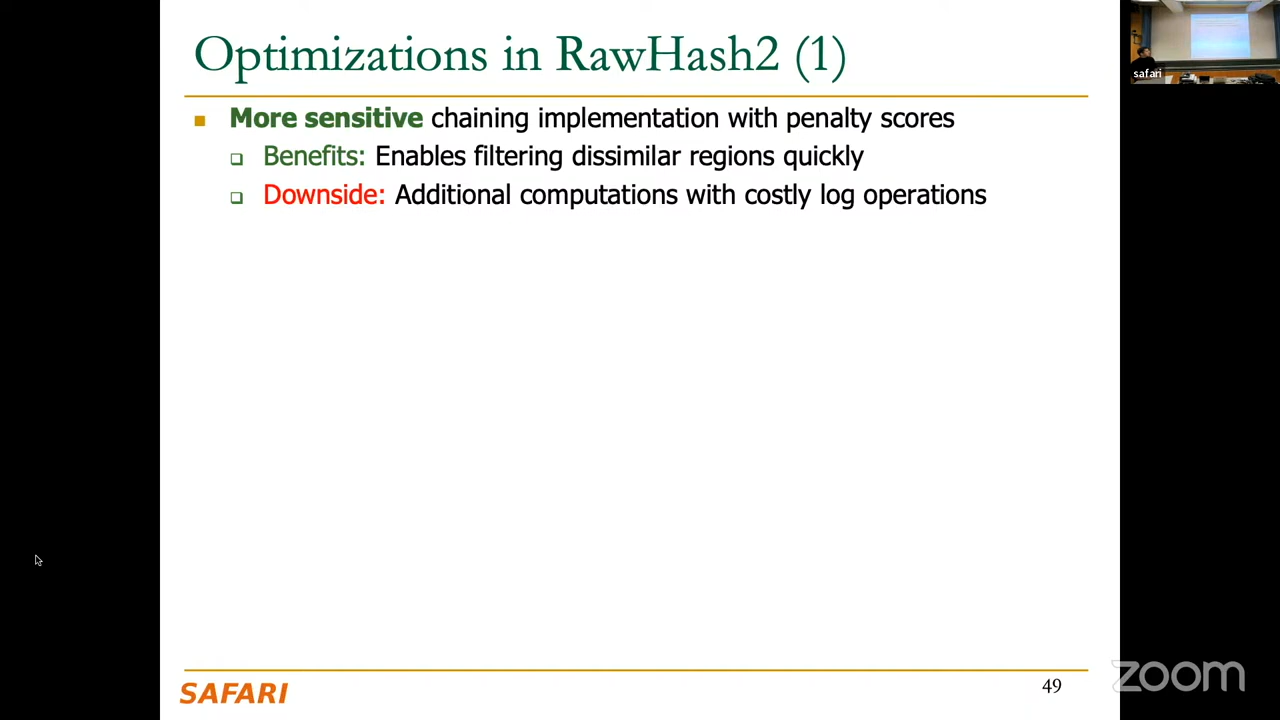 Optimizations in RawHash2 (1)
More sensitive chaining implementation with penalty scores
Benefits: Enables filtering dissimilar regions quickly
Downside: Additional computations with costly log operations
SAFARI
49
safari
zoom